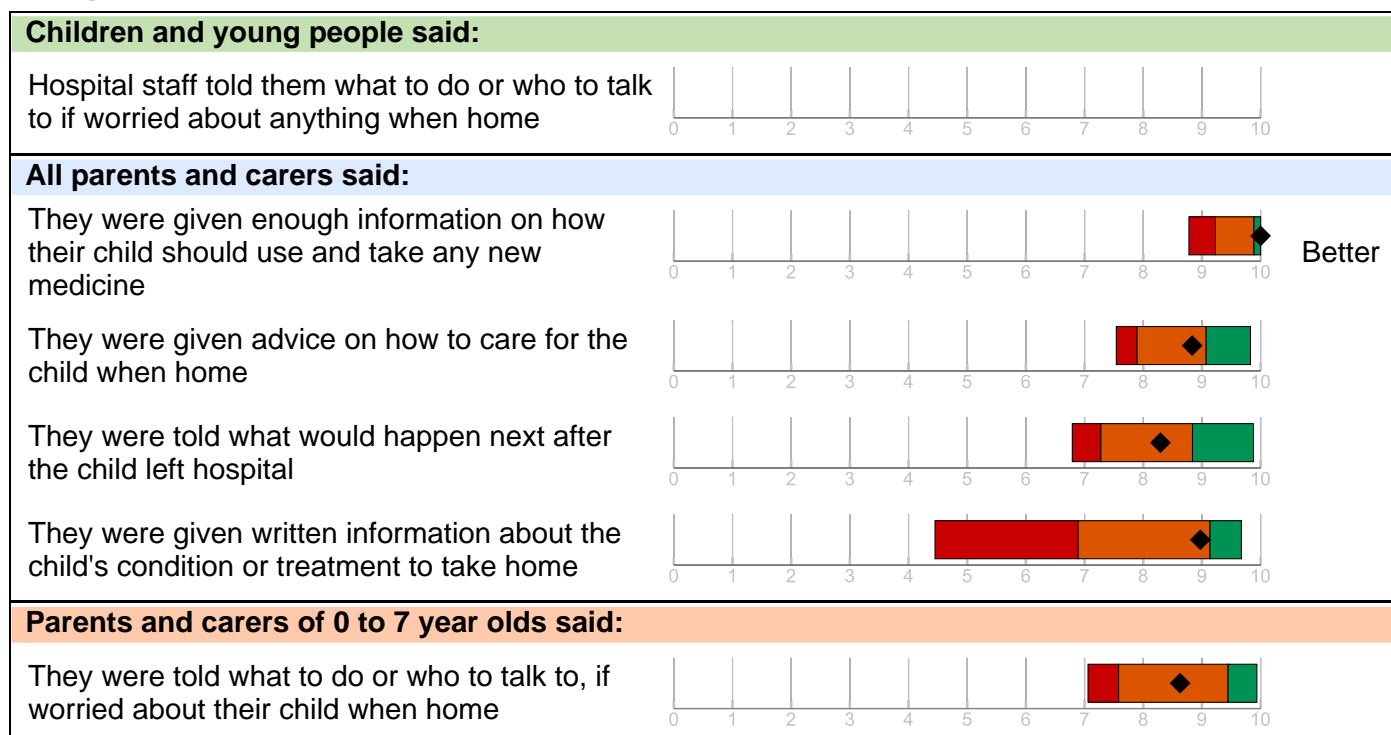 Children and young people said:
Hospital staff told them what to do or who to talk
to if worried about anything when home
0 1 2 3 4 5 6 7 8 9 10
All parents and carers said:
They were given enough information on how
their child should use and take any new
medicine
0 1 2 3 4 5 6 7 8 9 10
Better
They were given advice on how to care for the
child when home
0 1 2 3 4 5 6 7 8 9 10
They were told what would happen next after
the child left hospital
0 1 2 3 4 5 6 7 8 9 10
They were given written information about the
child's condition or treatment to take home
0 1 2 3 4 5 6 7 8 9 10
Parents and carers of 0 to 7 year olds said:
They were told what to do or who to talk to, if
worried about their child when home
0 1 2 3 4 5 6 7 8 9 10